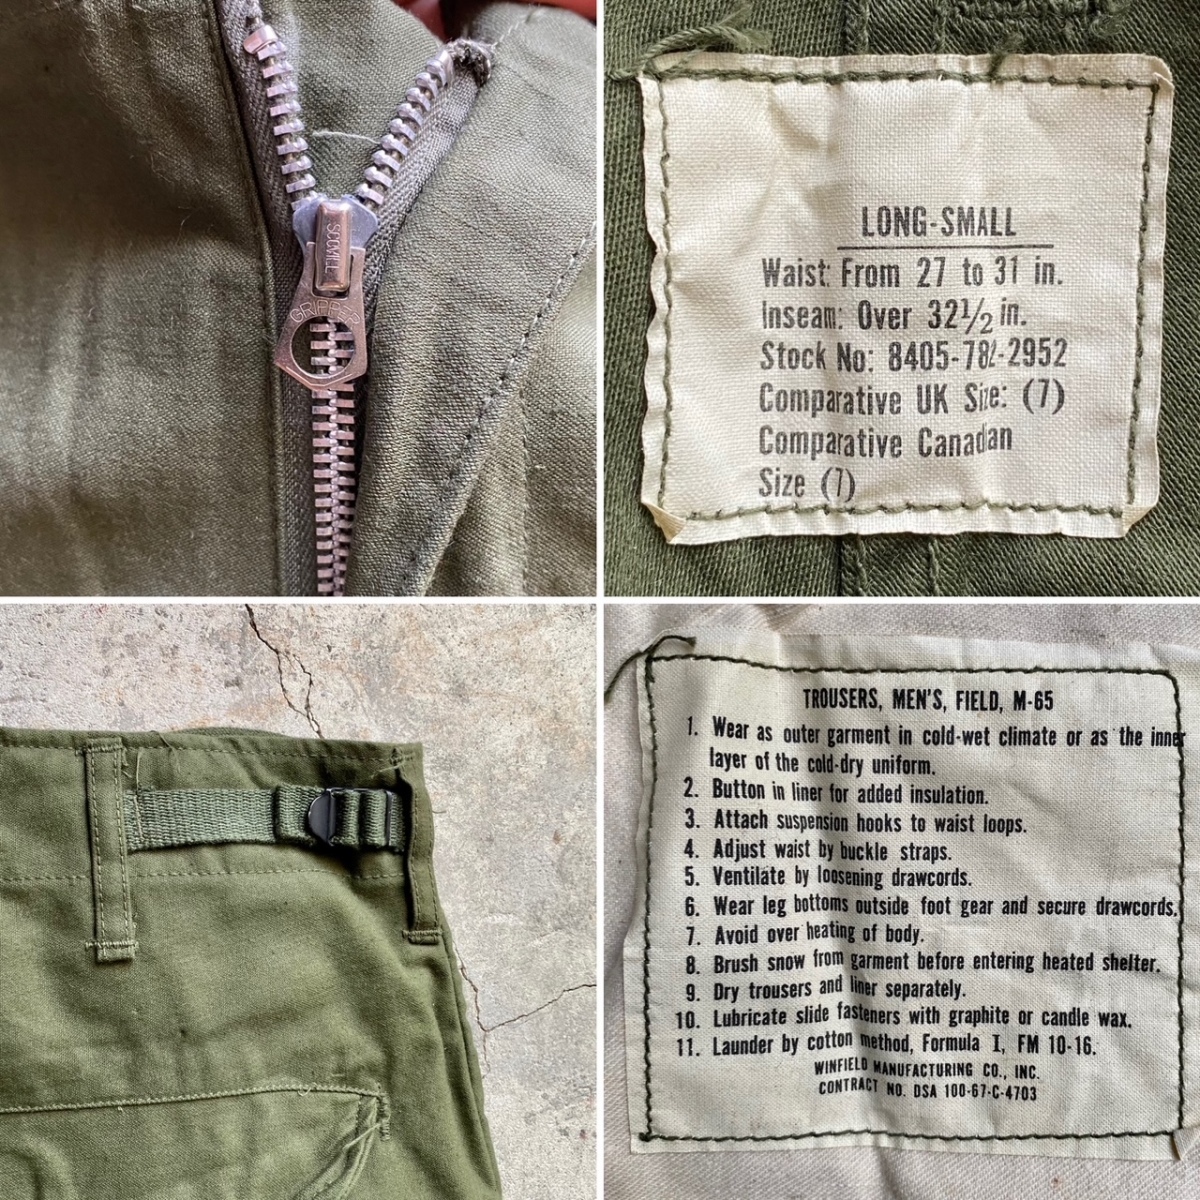 SCOVILL
GRIPPER
LONG-SMALL
Waist: From 27 to 31 in.
Inseam: Over 32½ in.
Stock No: 8405-782-2952
Comparative UK Size: (7)
Comparative Canadian
Size (7)
TROUSERS, MEN'S, FIELD, M-65
1. Wear as outer garment in cold-wet climate or as the inner
layer of the cold-dry uniform.
2. Button in liner for added insulation.
3. Attach suspension hooks to waist loops.
4. Adjust waist by buckle straps.
5. Ventilate by loosening drawcords.
6. Wear leg bottoms outside foot gear and secure drawcords.
7. Avoid over heating of body.
8. Brush snow from garment before entering heated shelter.
9. Dry trousers and liner separately.
10. Lubricate slide fasteners with graphite or candle wax.
11. Launder by cotton method, Formula I, FM 10-16.
WINFIELD MANUFACTURING CO., INC.
CONTRACT NO. DSA 100-67-C-4703